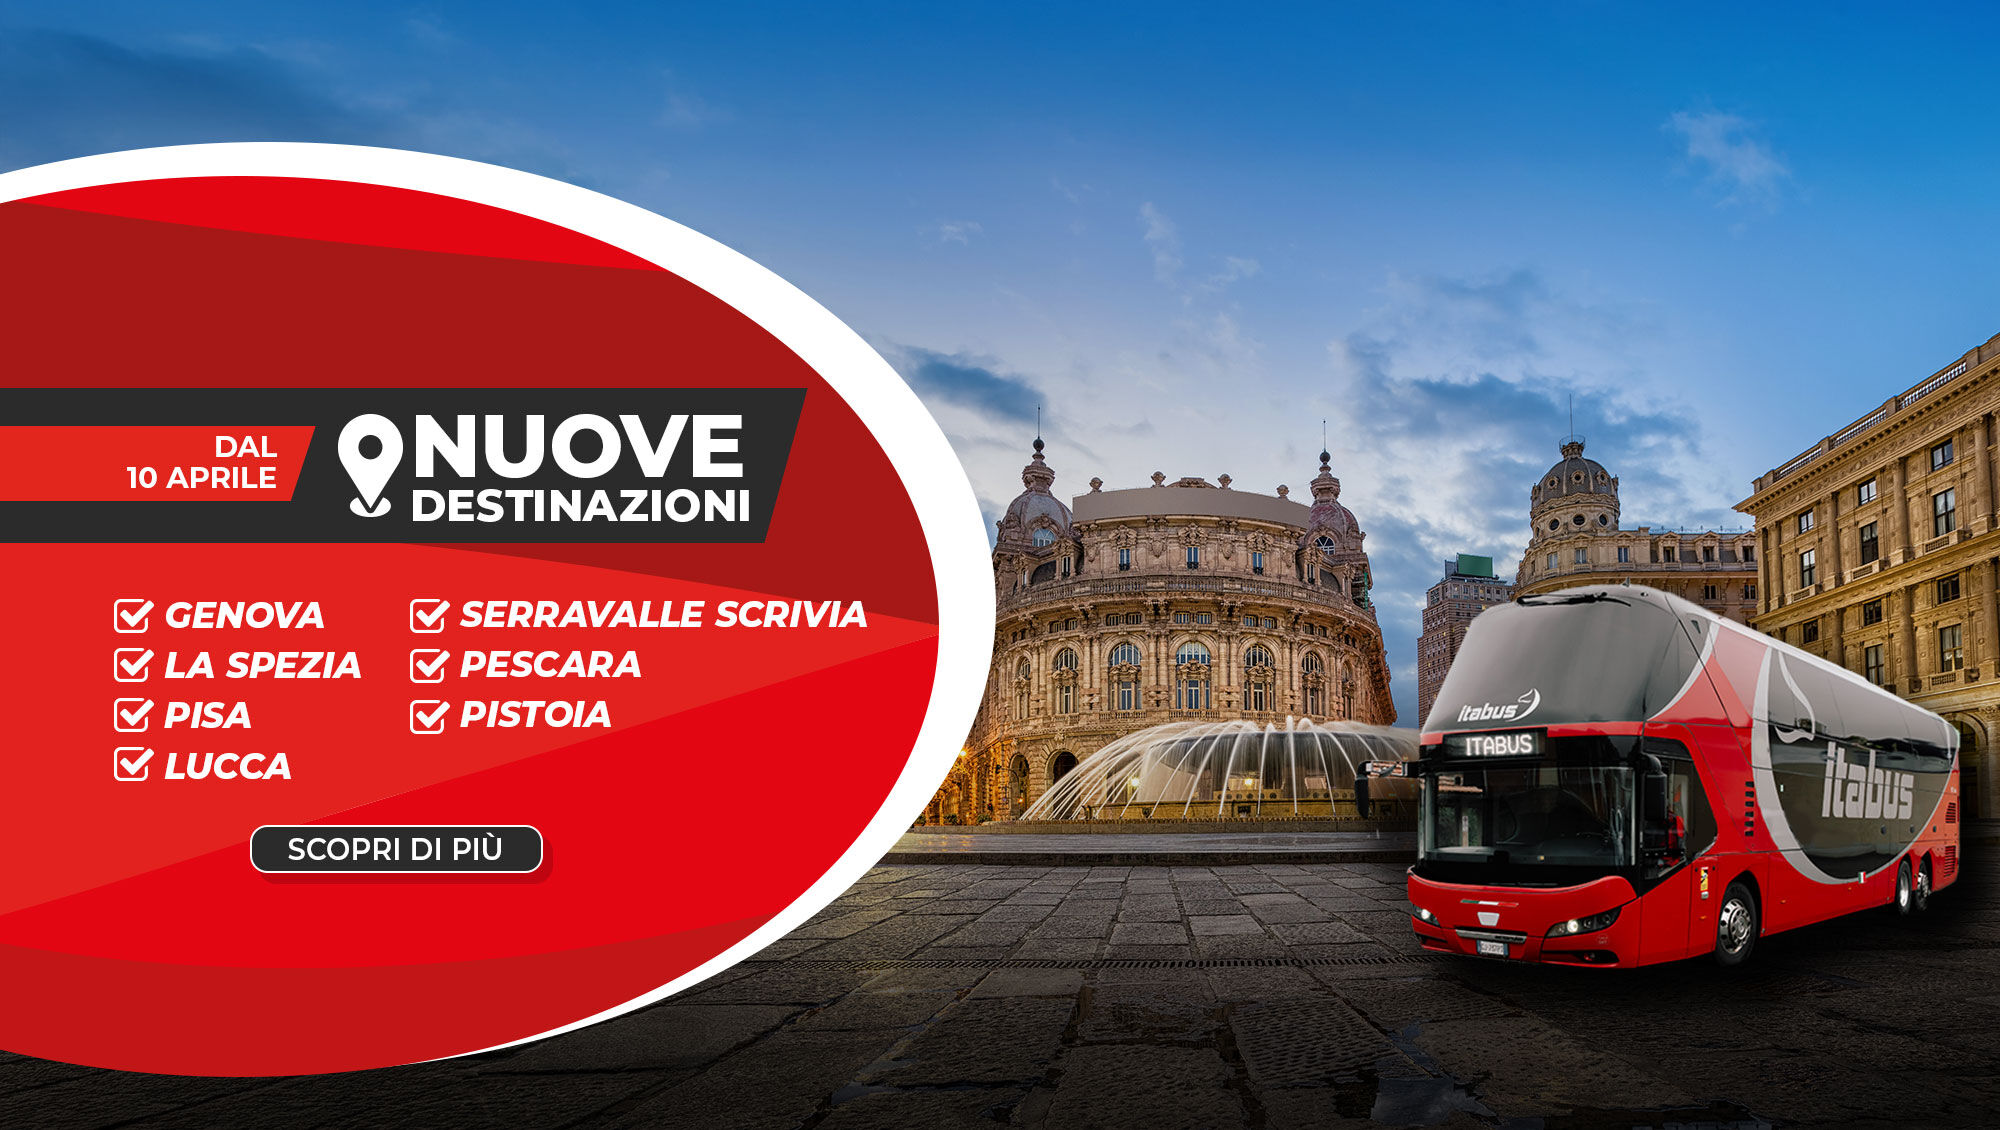 DAL
10 APRILE
NUOVE
DESTINAZIONI
GENOVA
LA SPEZIA
PISA
LUCCA
SERRAVALLE SCRIVIA
PESCARA
PISTOIA
SCOPRI DI PIÙ
itabus
ITABUS
itabus